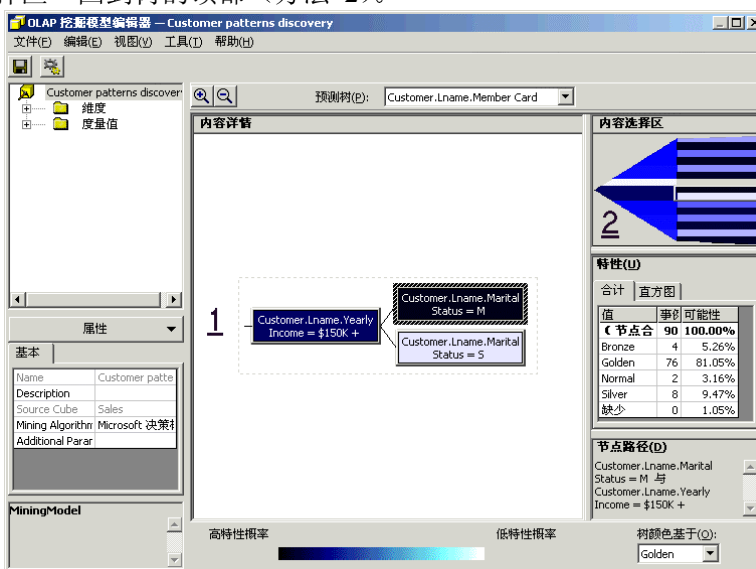 OLAP 挖掘模型编辑器 — Customer patterns discovery
文件(F) 编辑(E) 视图(V) 工具(T) 帮助(H)
Customer patterns discover
维度
度量值
预测树(P): Customer.Lname.Member Card
内容详情
1
Customer.Lname.Yearly
Income = $150K +
Customer.Lname.Marital
Status = M
Customer.Lname.Marital
Status = S
高特性概率
低特性概率
属性
基本
Name Customer patte
Description
Source Cube Sales
Mining Algorithm Microsoft 决策树
Additional Parar
MiningModel
内容选择区
2
特性(U)
合计 直方图
值 事例 可能性
(节点合 90 100.00%
Bronze 4 5.26%
Golden 76 81.05%
Normal 2 3.16%
Silver 8 9.47%
缺少 0 1.05%
节点路径(D)
Customer.Lname.Marital
Status = M 与
Customer.Lname.Yearly
Income = $150K +
树颜色基于(O):
Golden